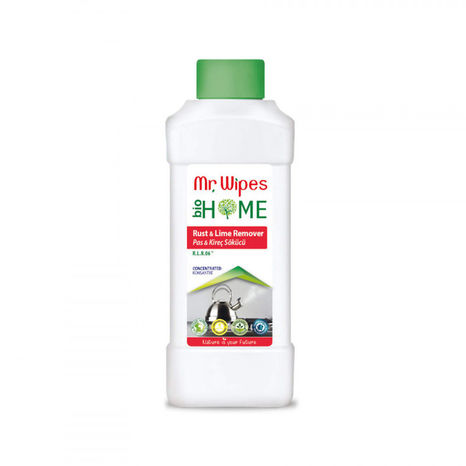 Mr. Wipes
bio HOME
Rust & Lime Remover
Pas & Kireç Sökücü
R.L.R.06
CONCENTRATED
KONSANTRE
Nature is your Future